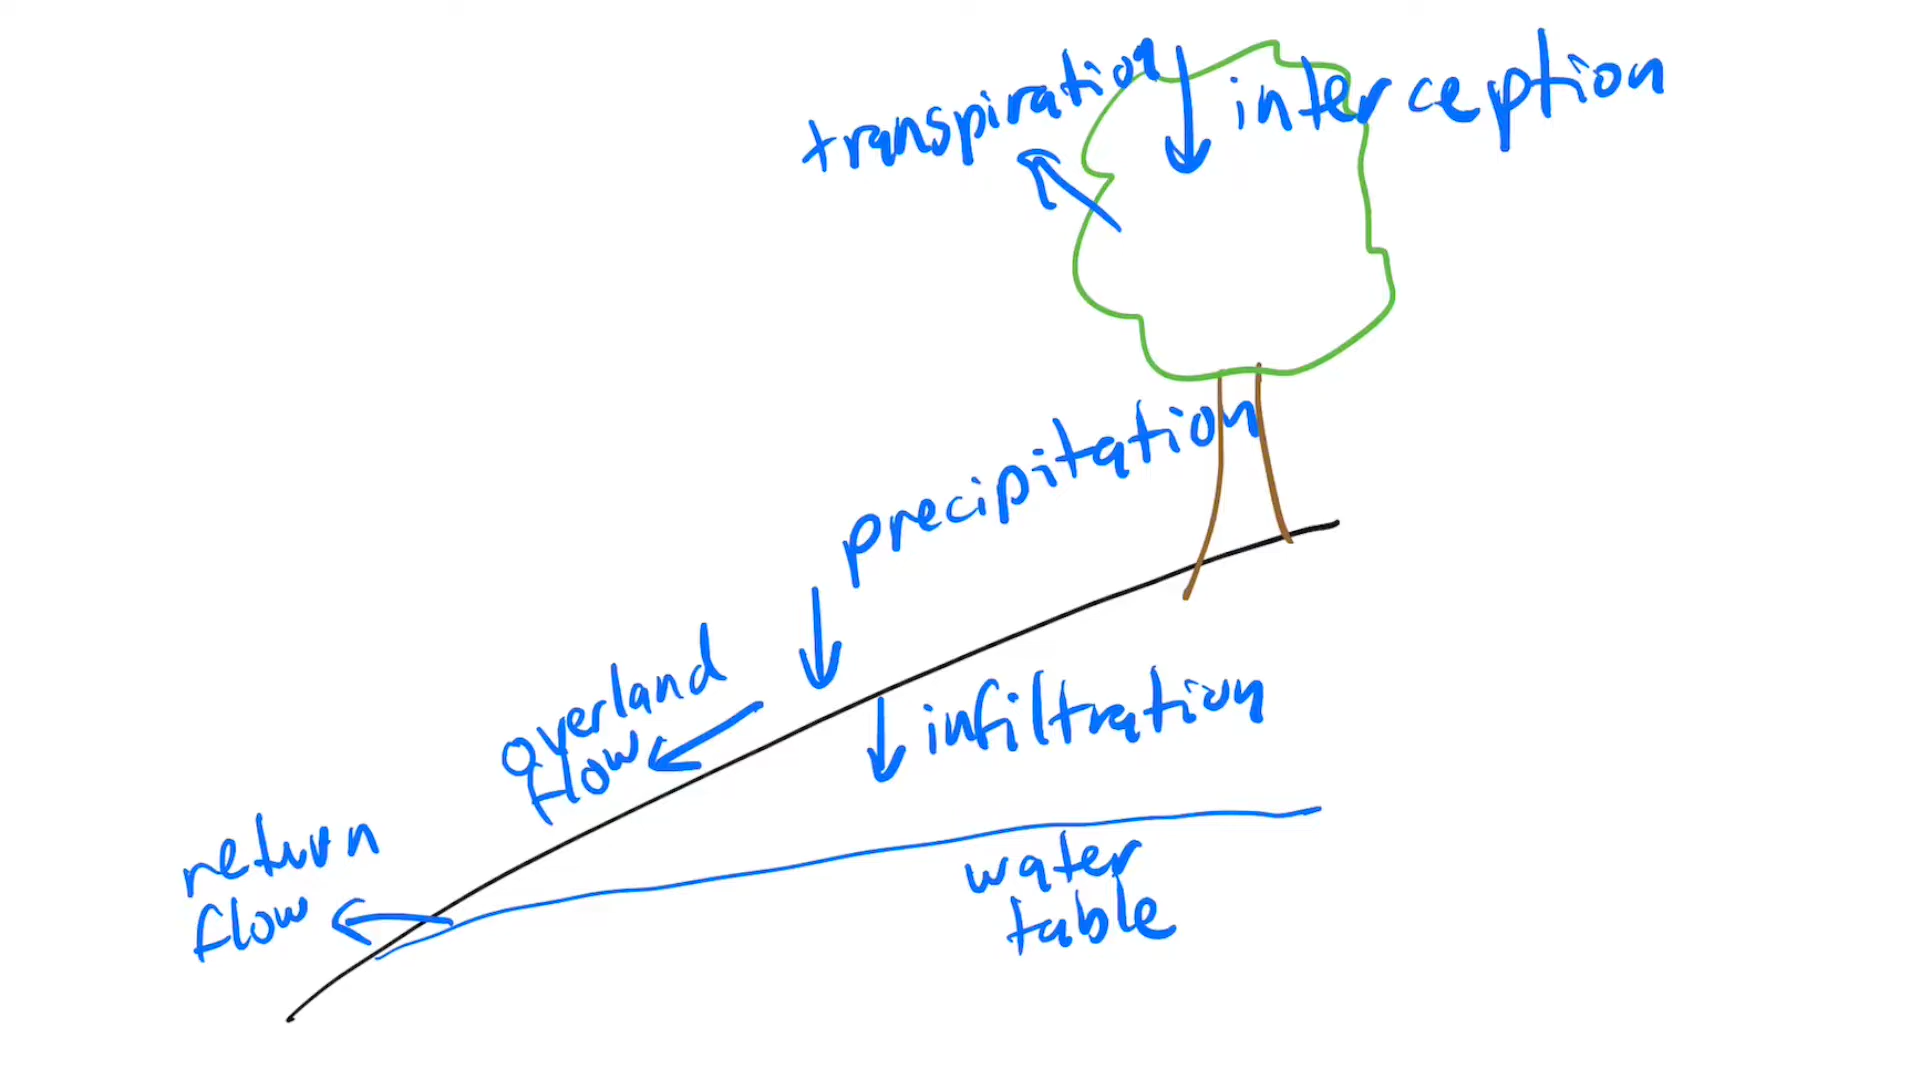 transpiration
interception
precipitation
overland
flow
infiltration
return
flow
water
table